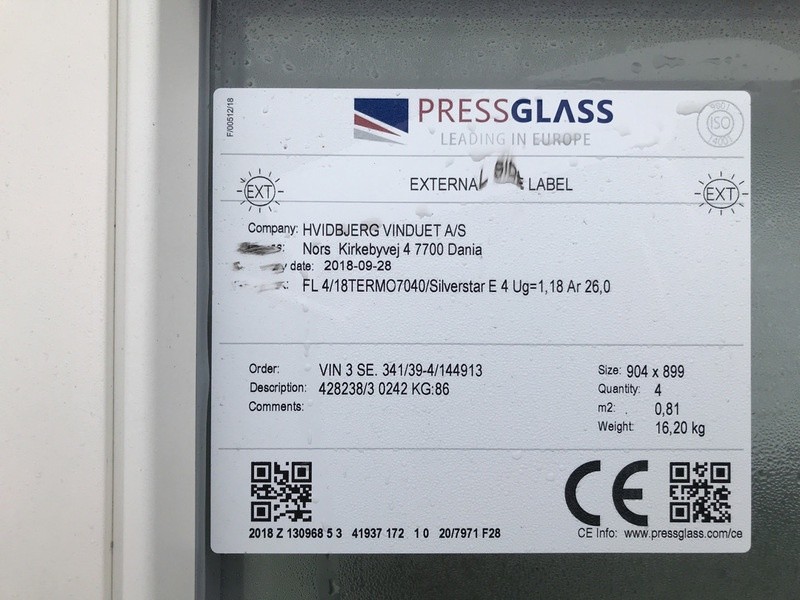 F/00512/18
PRESSGLASS
LEADING IN EUROPE
ISO
EXT
EXTERNAL SIDE LABEL
EXT
Company: HVIDBJERG VINDUET A/S
Nors Kirkebyvej 4 7700 Dania
date: 2018-09-28
FL 4/18TERMO7040/Silverstar E 4 Ug=1,18 Ar 26,0
Order: VIN 3 SE. 341/39-4/144913
Size: 904 x 899
Description: 428238/3 0242 KG:86
Quantity: 4
Comments:
m2: 0,81
Weight: 16,20 kg
CE
2018 Z 130968 5 3 41937 172 1 0 20/7971 F28
CE Info: www.pressglass.com/ce